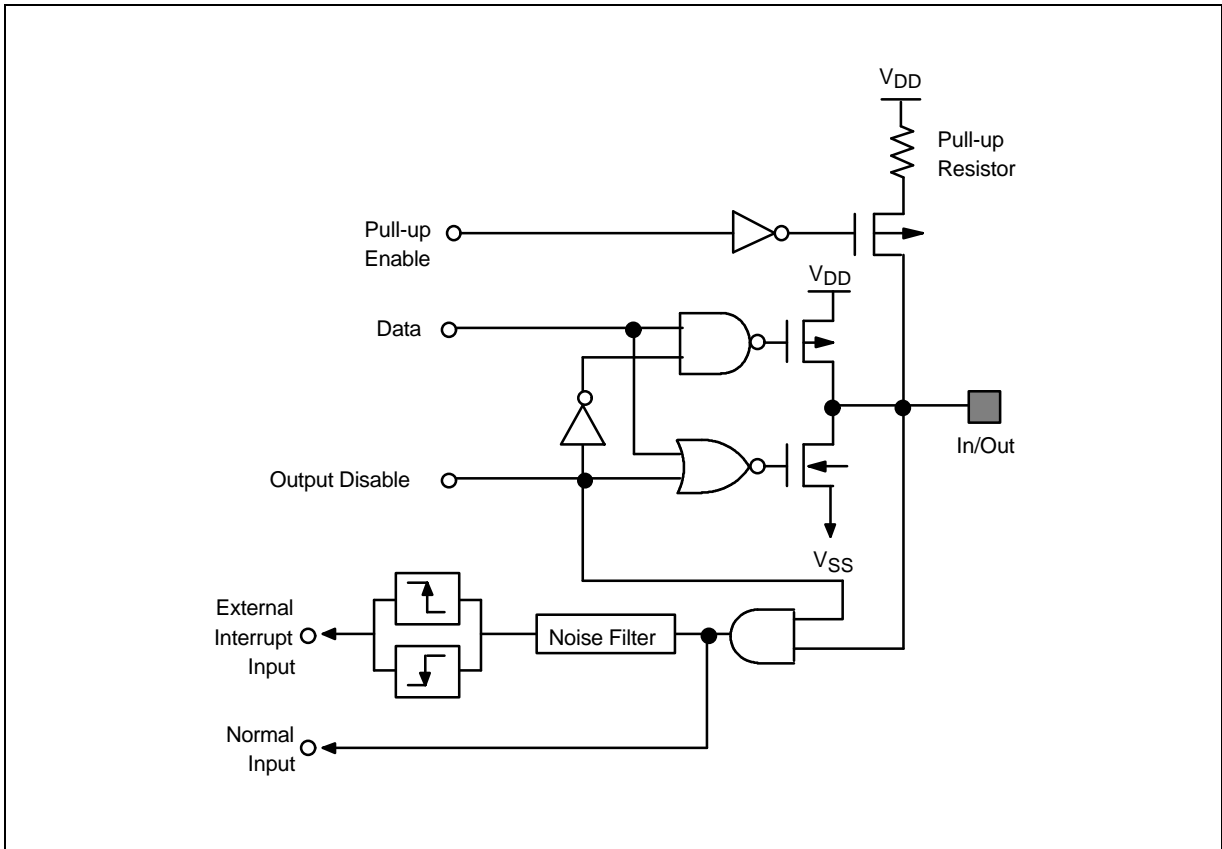 VDD
Pull-up
Resistor
Pull-up
Enable
VDD
Data
In/Out
Output Disable
VSS
External
Interrupt
Input
Noise Filter
Normal
Input